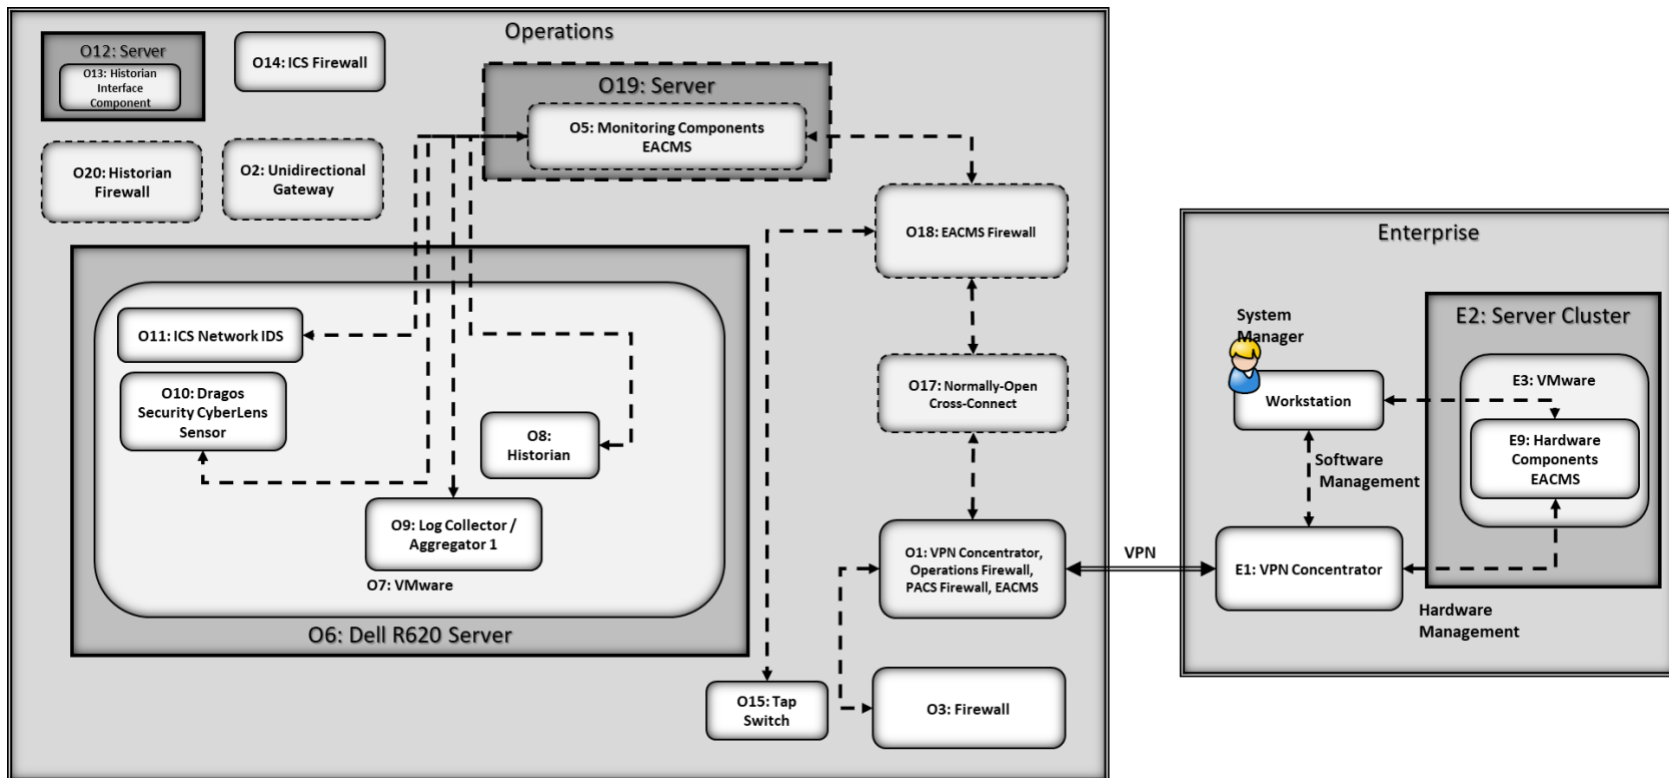 Operations
O12: Server
O13: Historian
Interface
Component
O14: ICS Firewall
O19: Server
O5: Monitoring Components
EACMS
O20: Historian
Firewall
O2: Unidirectional
Gateway
O18: EACMS Firewall
O11: ICS Network IDS
O10: Dragos
Security CyberLens
Sensor
O8:
Historian
O9: Log Collector /
Aggregator 1
O7: VMware
O6: Dell R620 Server
O17: Normally-Open
Cross-Connect
O1: VPN Concentrator,
Operations Firewall,
PACS Firewall, EACMS
O15: Tap
Switch
O3: Firewall
VPN
Enterprise
System
Manager
Workstation
E2: Server Cluster
E3: VMware
E9: Hardware
Components
EACMS
Software
Management
E1: VPN Concentrator
Hardware
Management